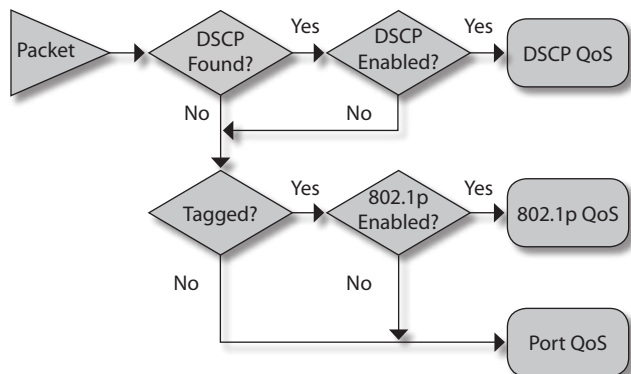 Packet
DSCP
Found?
Yes
DSCP
Enabled?
Yes
DSCP QoS
No
No
Tagged?
Yes
802.1p
Enabled?
Yes
802.1p QoS
No
No
Port QoS